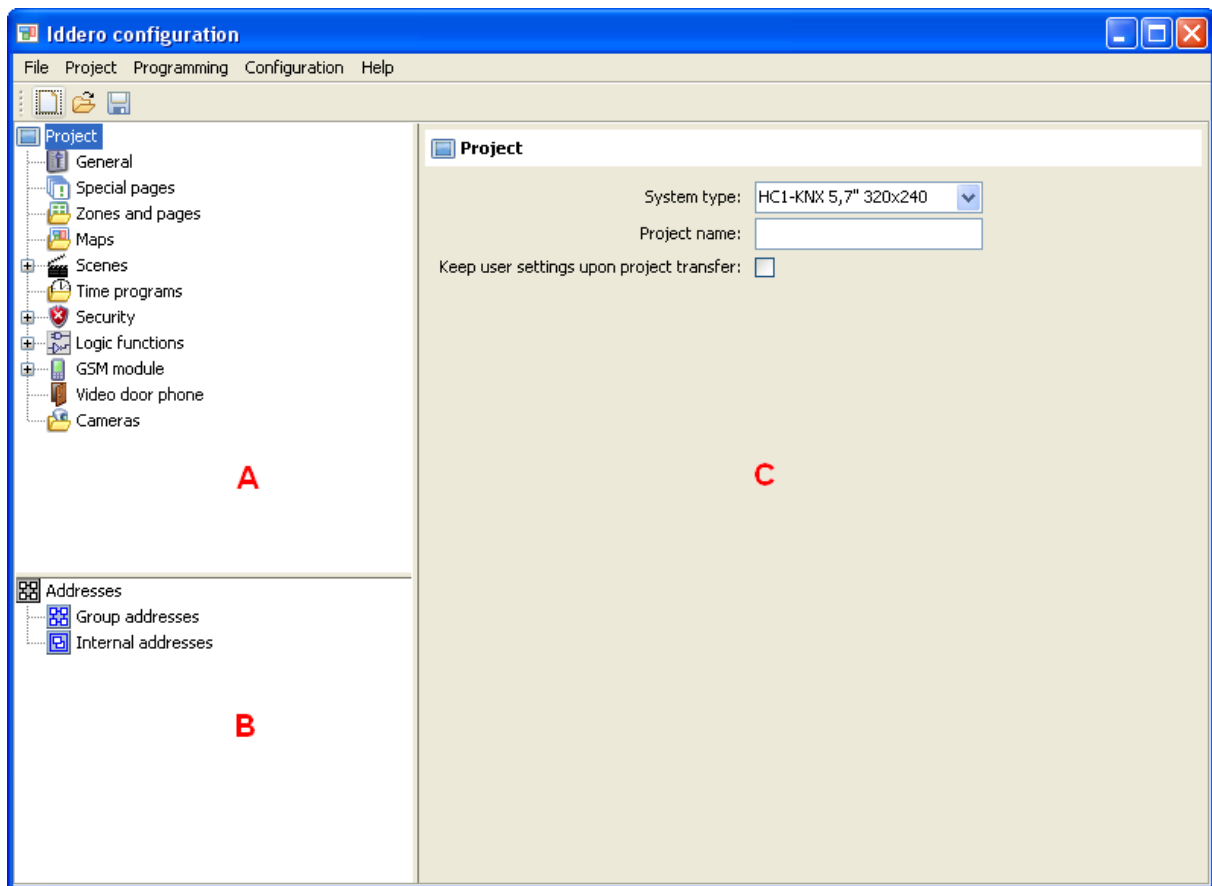 Iddero configuration
File Project Programming Configuration Help
Project
General
Special pages
Zones and pages
Maps
Scenes
Time programs
Security
Logic functions
GSM module
Video door phone
Cameras
A
Addresses
Group addresses
Internal addresses
B
Project
System type: HC1-KNX 5,7" 320x240
Project name:
Keep user settings upon project transfer:
C